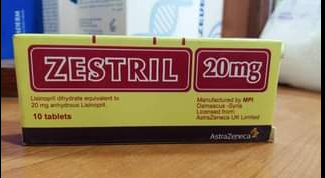 ZESTRIL 20mg
Lisinopril dihydrate equivalent to
20 mg anhydrous Lisinopril.
10 tablets
Manufactured by MPI
Damascus -Syria
Licensed from:
AstraZeneca UK Limited
AstraZeneca